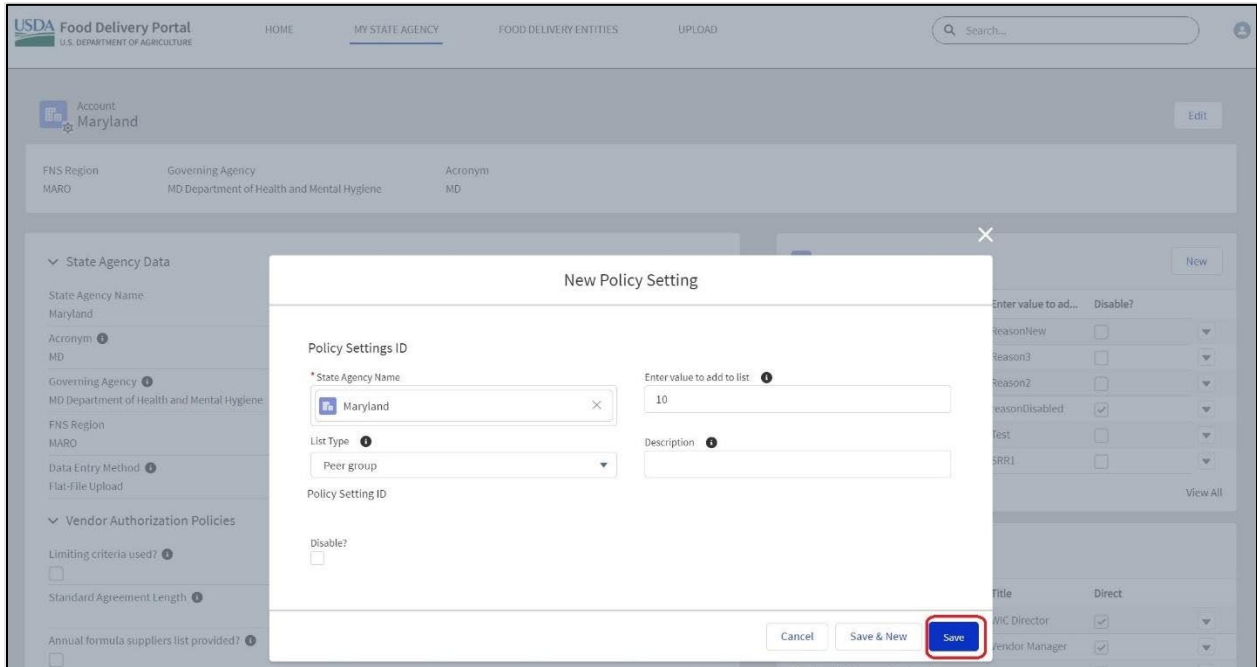 USDA Food Delivery Portal
U.S. DEPARTMENT OF AGRICULTURE
HOME MY STATE AGENCY FOOD DELIVERY ENTITIES UPLOAD Search...
Account
Maryland
Edit
FNS Region Governing Agency Acronym
MARO MD Department of Health and Mental Hygiene MD
State Agency Data
New
State Agency Name
Maryland
Acronym
MD
Governing Agency
MD Department of Health and Mental Hygiene
FNS Region
MARO
Data Entry Method
Flat-File Upload
Vendor Authorization Policies
Limiting criteria used?
Standard Agreement Length
Annual formula suppliers list provided?
New Policy Setting
Policy Settings ID
*State Agency Name Enter value to add to list
Maryland 10
List Type Description
Peer group
Policy Setting ID
Disable?
Cancel Save & New Save
Enter value to ad... Disable?
ReasonNew
Reason3
Reason2
reasonDisabled
Test
SRR1
View All
Title Direct
WIC Director
Vendor Manager